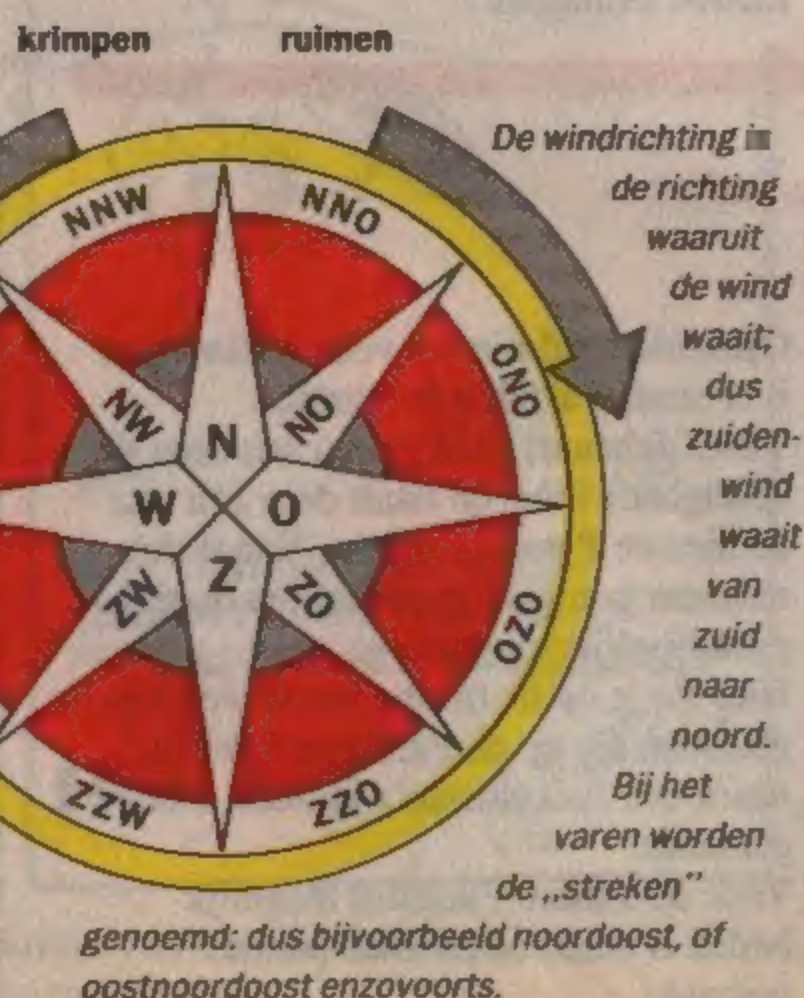 krimpen ruimen
NNW NNO
ONO
NW N NO
W O
ZW Z ZO
OZO
ZZW ZZO
De windrichting is
de richting
waaruit
de wind
waait;
dus
zuiden-
wind
waait
van
zuid
naar
noord.
Bij het
varen worden
de „streken”
genoemd: dus bijvoorbeeld noordoost, of
oostnoordoost enzovoorts.